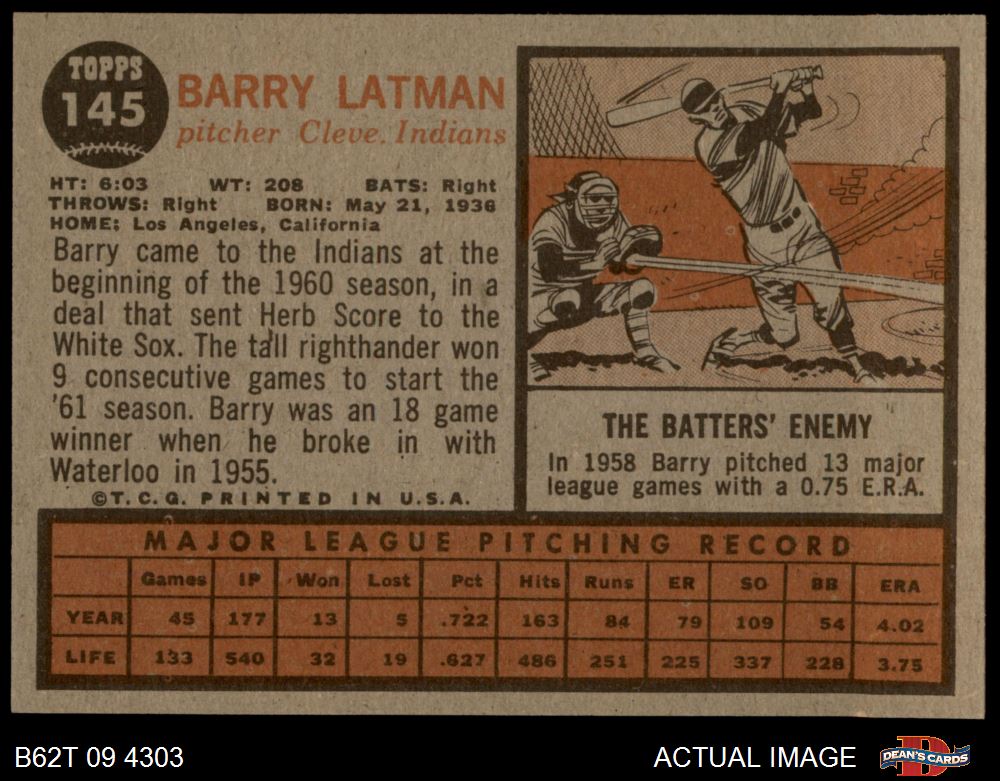 TOPPS
145
BARRY LATMAN
pitcher Cleve. Indians
HT: 6:03 WT: 208 BATS: Right
THROWS: Right BORN: May 21, 1936
HOME: Los Angeles, California
Barry came to the Indians at the
beginning of the 1960 season, in a
deal that sent Herb Score to the
White Sox. The tall righthander won
9 consecutive games to start the
'61 season. Barry was an 18 game
winner when he broke in with
Waterloo in 1955.
©T.C.G. PRINTED IN U.S.A.
THE BATTERS' ENEMY
In 1958 Barry pitched 13 major
league games with a 0.75 E.R.A.
MAJOR LEAGUE PITCHING RECORD
Games IP Won Lost Pct Hits Runs ER SO BB ERA
YEAR 45 177 13 5 .722 163 84 79 109 54 4.02
LIFE 133 540 32 19 .627 486 251 225 337 228 3.75
B62T 09 4303
ACTUAL IMAGE
DEAN'S CARDS